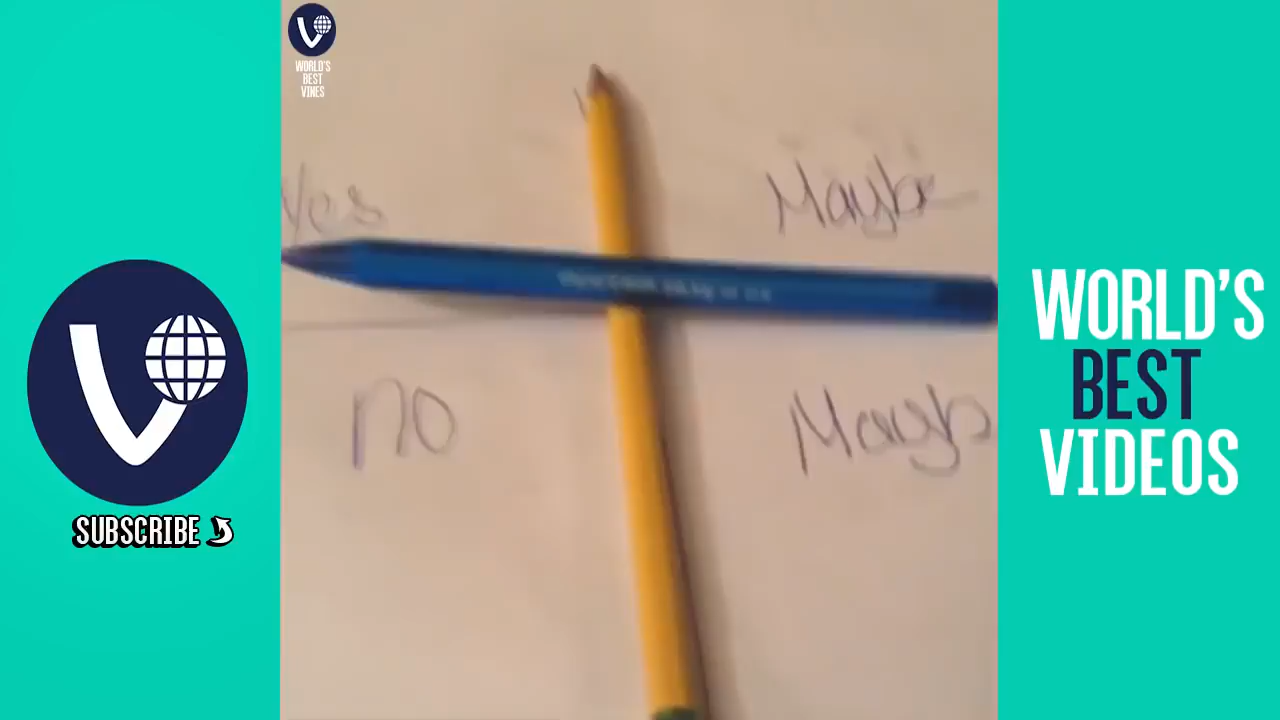 WORLD'S
BEST
VINES
Yes
Maybe
no
Mayb
SUBSCRIBE
WORLD'S
BEST
VIDEOS